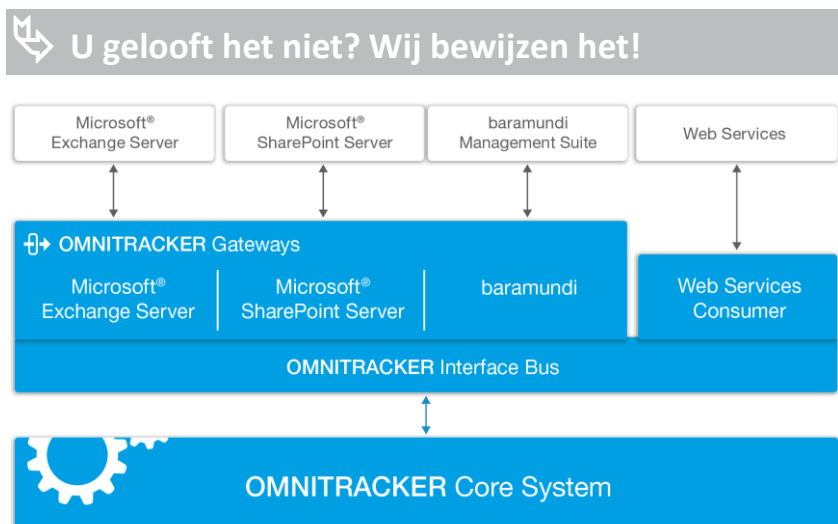 U gelooft het niet? Wij bewijzen het!
Microsoft®
Exchange Server
Microsoft®
SharePoint Server
baramundi
Management Suite
Web Services
OMNITRACKER Gateways
Microsoft®
Exchange Server
Microsoft®
SharePoint Server
baramundi
Web Services
Consumer
OMNITRACKER Interface Bus
OMNITRACKER Core System